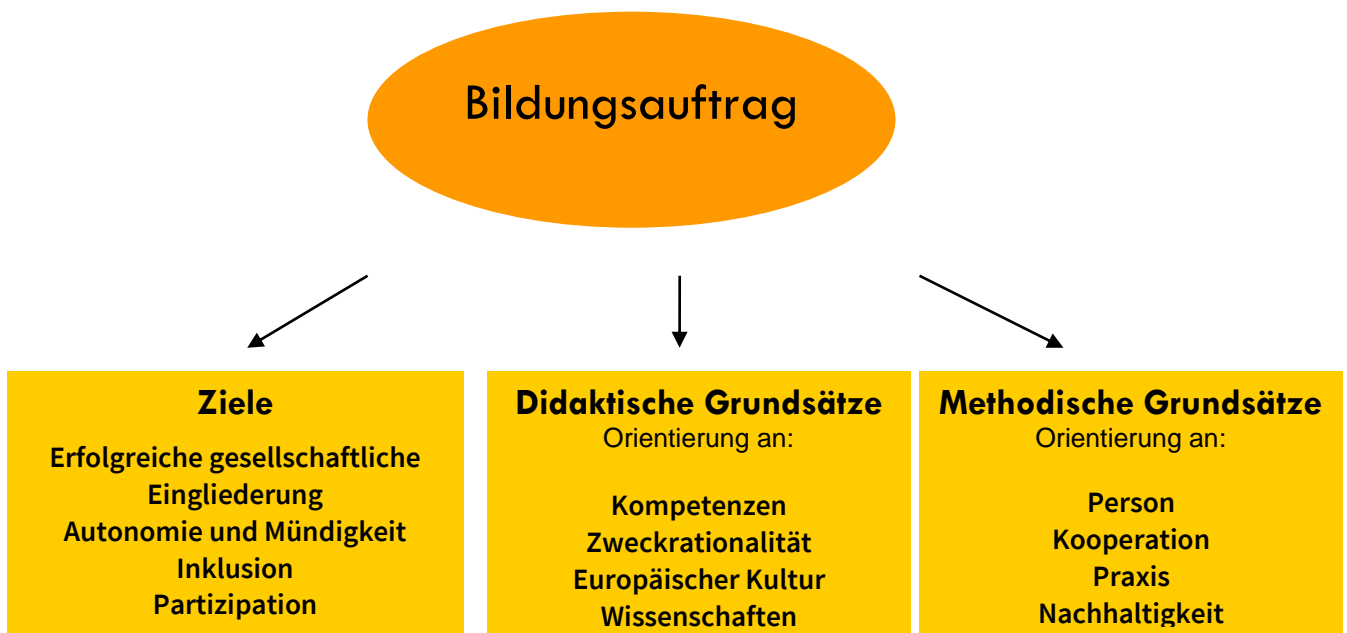 Bildungsauftrag
Ziele
Erfolgreiche gesellschaftliche
Eingliederung
Autonomie und Mündigkeit
Inklusion
Partizipation
Didaktische Grundsätze
Orientierung an:
Kompetenzen
Zweckrationalität
Europäischer Kultur
Wissenschaften
Methodische Grundsätze
Orientierung an:
Person
Kooperation
Praxis
Nachhaltigkeit